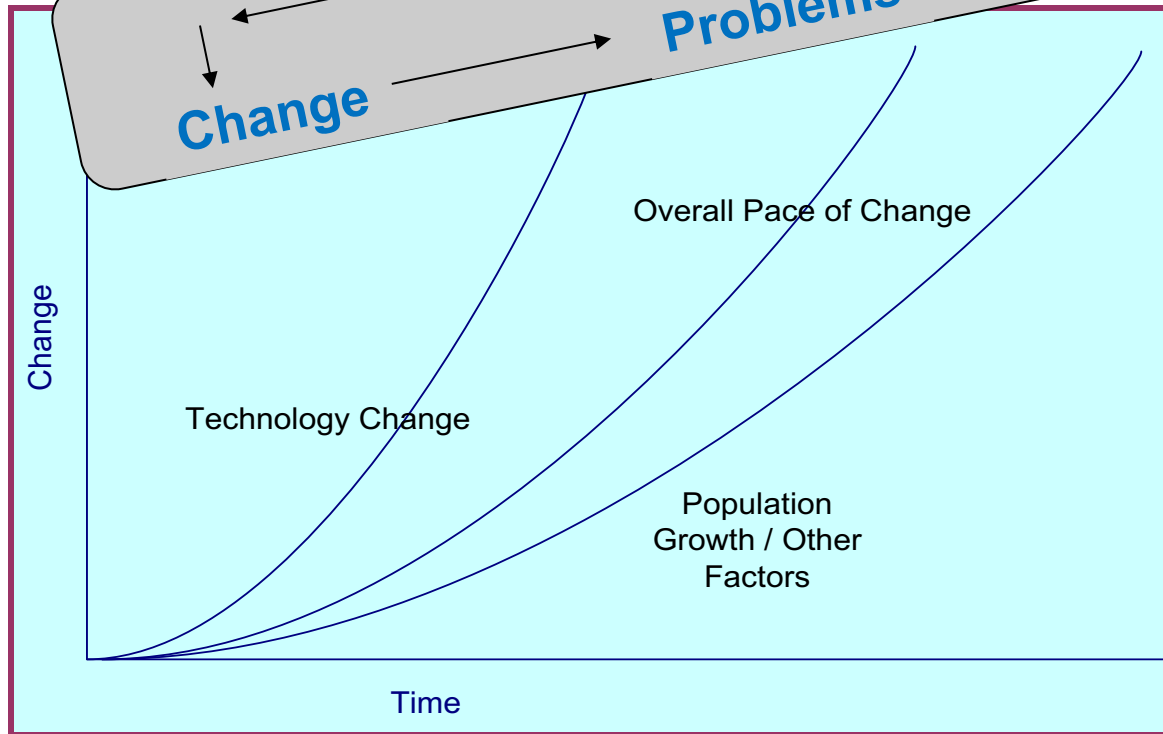 Problems
Change
Overall Pace of Change
Change
Technology Change
Population
Growth / Other
Factors
Time